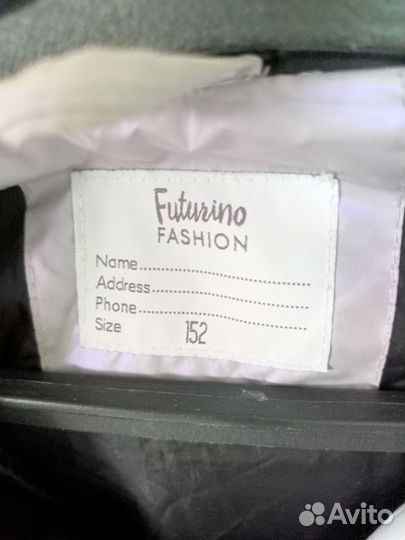 Futurino
FASHION
Name
Address
Phone
Size 152
Avito